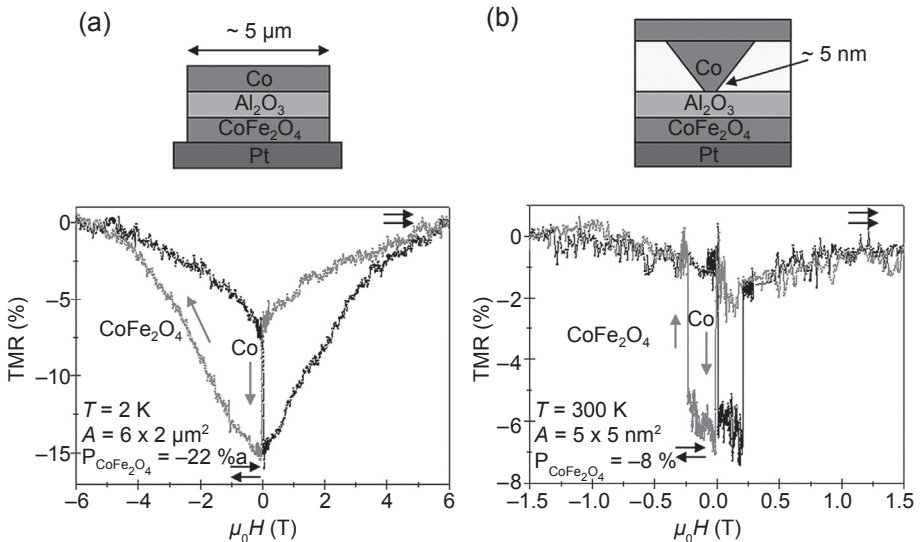 (a)
~ 5 µm
Co
Al₂O₃
CoFe₂O₄
Pt
0
−5
−10
−15
TMR (%)
CoFe₂O₄
Co
T = 2 K
A = 6 x 2 µm²
P_CoFe₂O₄ = −22 %a
−6 −4 −2 0 2 4 6
µ₀H (T)
(b)
~ 5 nm
Co
Al₂O₃
CoFe₂O₄
Pt
0
−2
−4
−6
−8
TMR (%)
CoFe₂O₄
Co
T = 300 K
A = 5 x 5 nm²
P_CoFe₂O₄ = −8 %
−1.5 −1.0 −0.5 0.0 0.5 1.0 1.5
µ₀H (T)